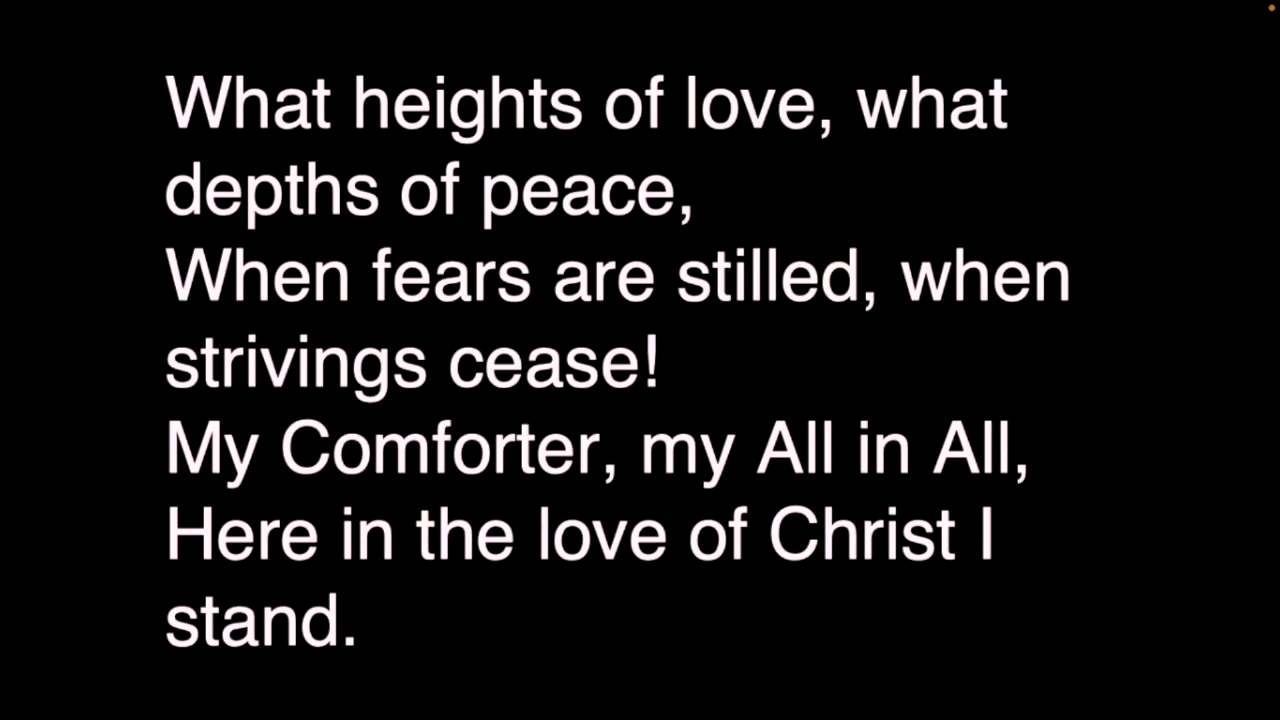 What heights of love, what
depths of peace,
When fears are stilled, when
strivings cease!
My Comforter, my All in All,
Here in the love of Christ I
stand.